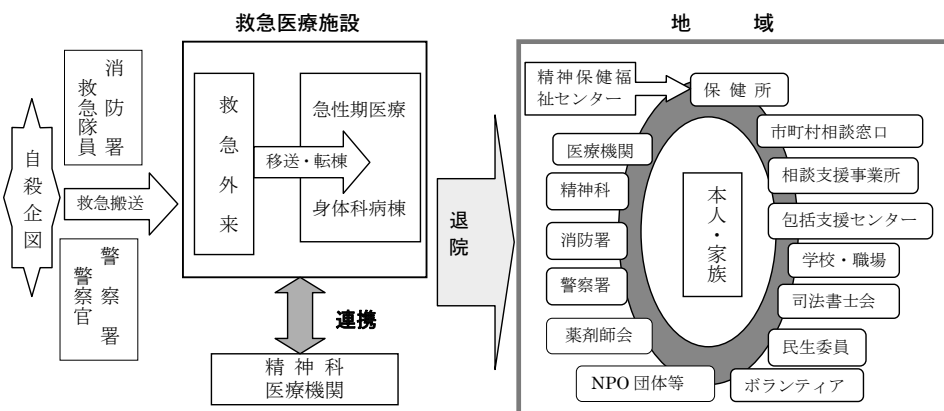 救急医療施設
地域
消防署
救急隊員
自殺企図
救急搬送
警察署
警察官
救急外来
急性期医療
移送・転棟
身体科病棟
連携
精神科
医療機関
退院
精神保健福
祉センター
保健所
市町村相談窓口
相談支援事業所
包括支援センター
学校・職場
司法書士会
民生委員
ボランティア
NPO 団体等
薬剤師会
警察署
消防署
精神科
医療機関
本人・家族